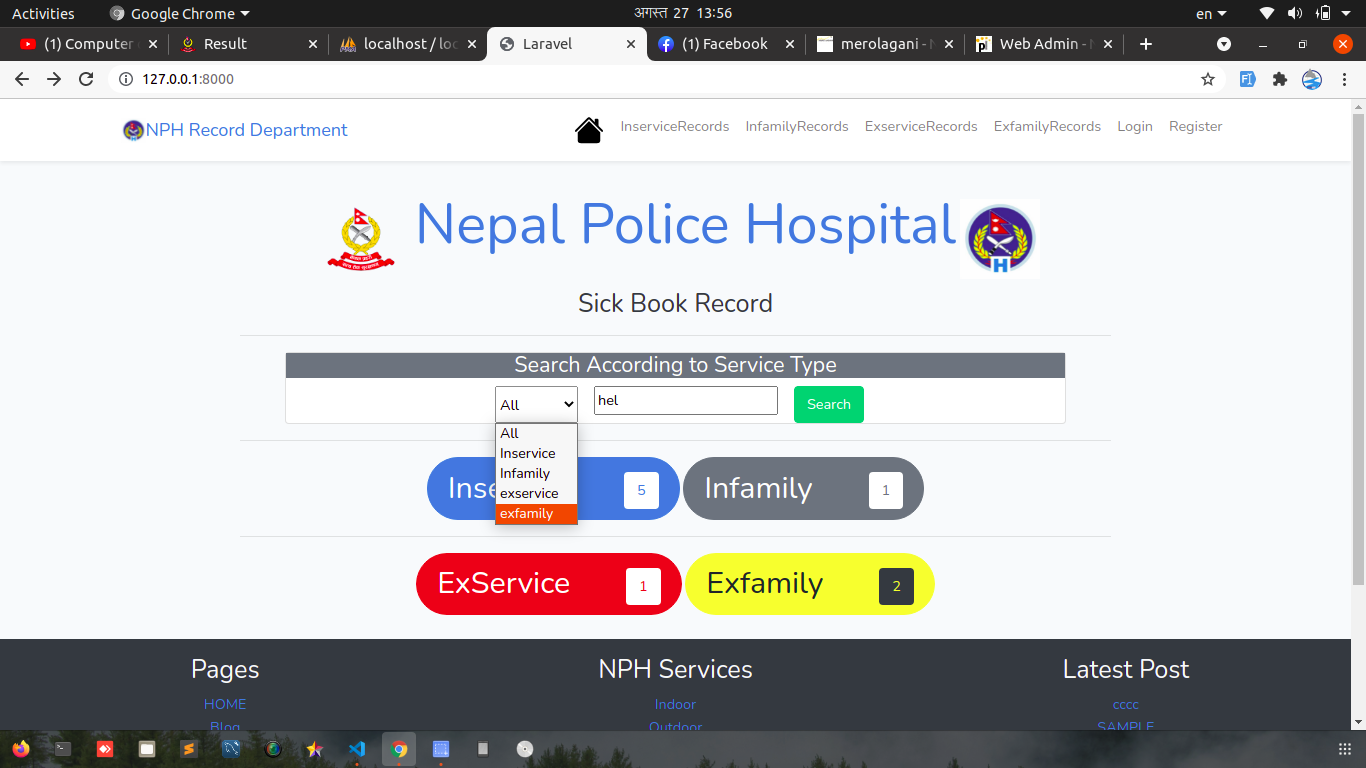 Activities Google Chrome अगस्त 27 13:56 en
(1) Computer Result localhost / loc Laravel (1) Facebook merolagani - N Web Admin - N
127.0.0.1:8000
NPH Record Department InserviceRecords InfamilyRecords ExserviceRecords ExfamilyRecords Login Register
Nepal Police Hospital
H
Sick Book Record
Search According to Service Type
All hel Search
All
Inservice
Infamily
exservice
exfamily
Inse 5 Infamily 1
ExService 1 Exfamily 2
Pages NPH Services Latest Post
HOME Indoor cccc
Blog Outdoor SAMPLE